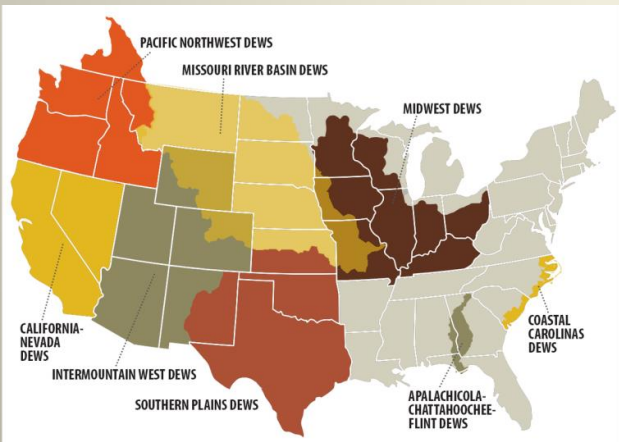 PACIFIC NORTHWEST DEWS
MISSOURI RIVER BASIN DEWS
MIDWEST DEWS
CALIFORNIA-
NEVADA
DEWS
INTERMOUNTAIN WEST DEWS
SOUTHERN PLAINS DEWS
COASTAL
CAROLINAS
DEWS
APALACHICOLA-
CHATTAHOOCHEE-
FLINT DEWS